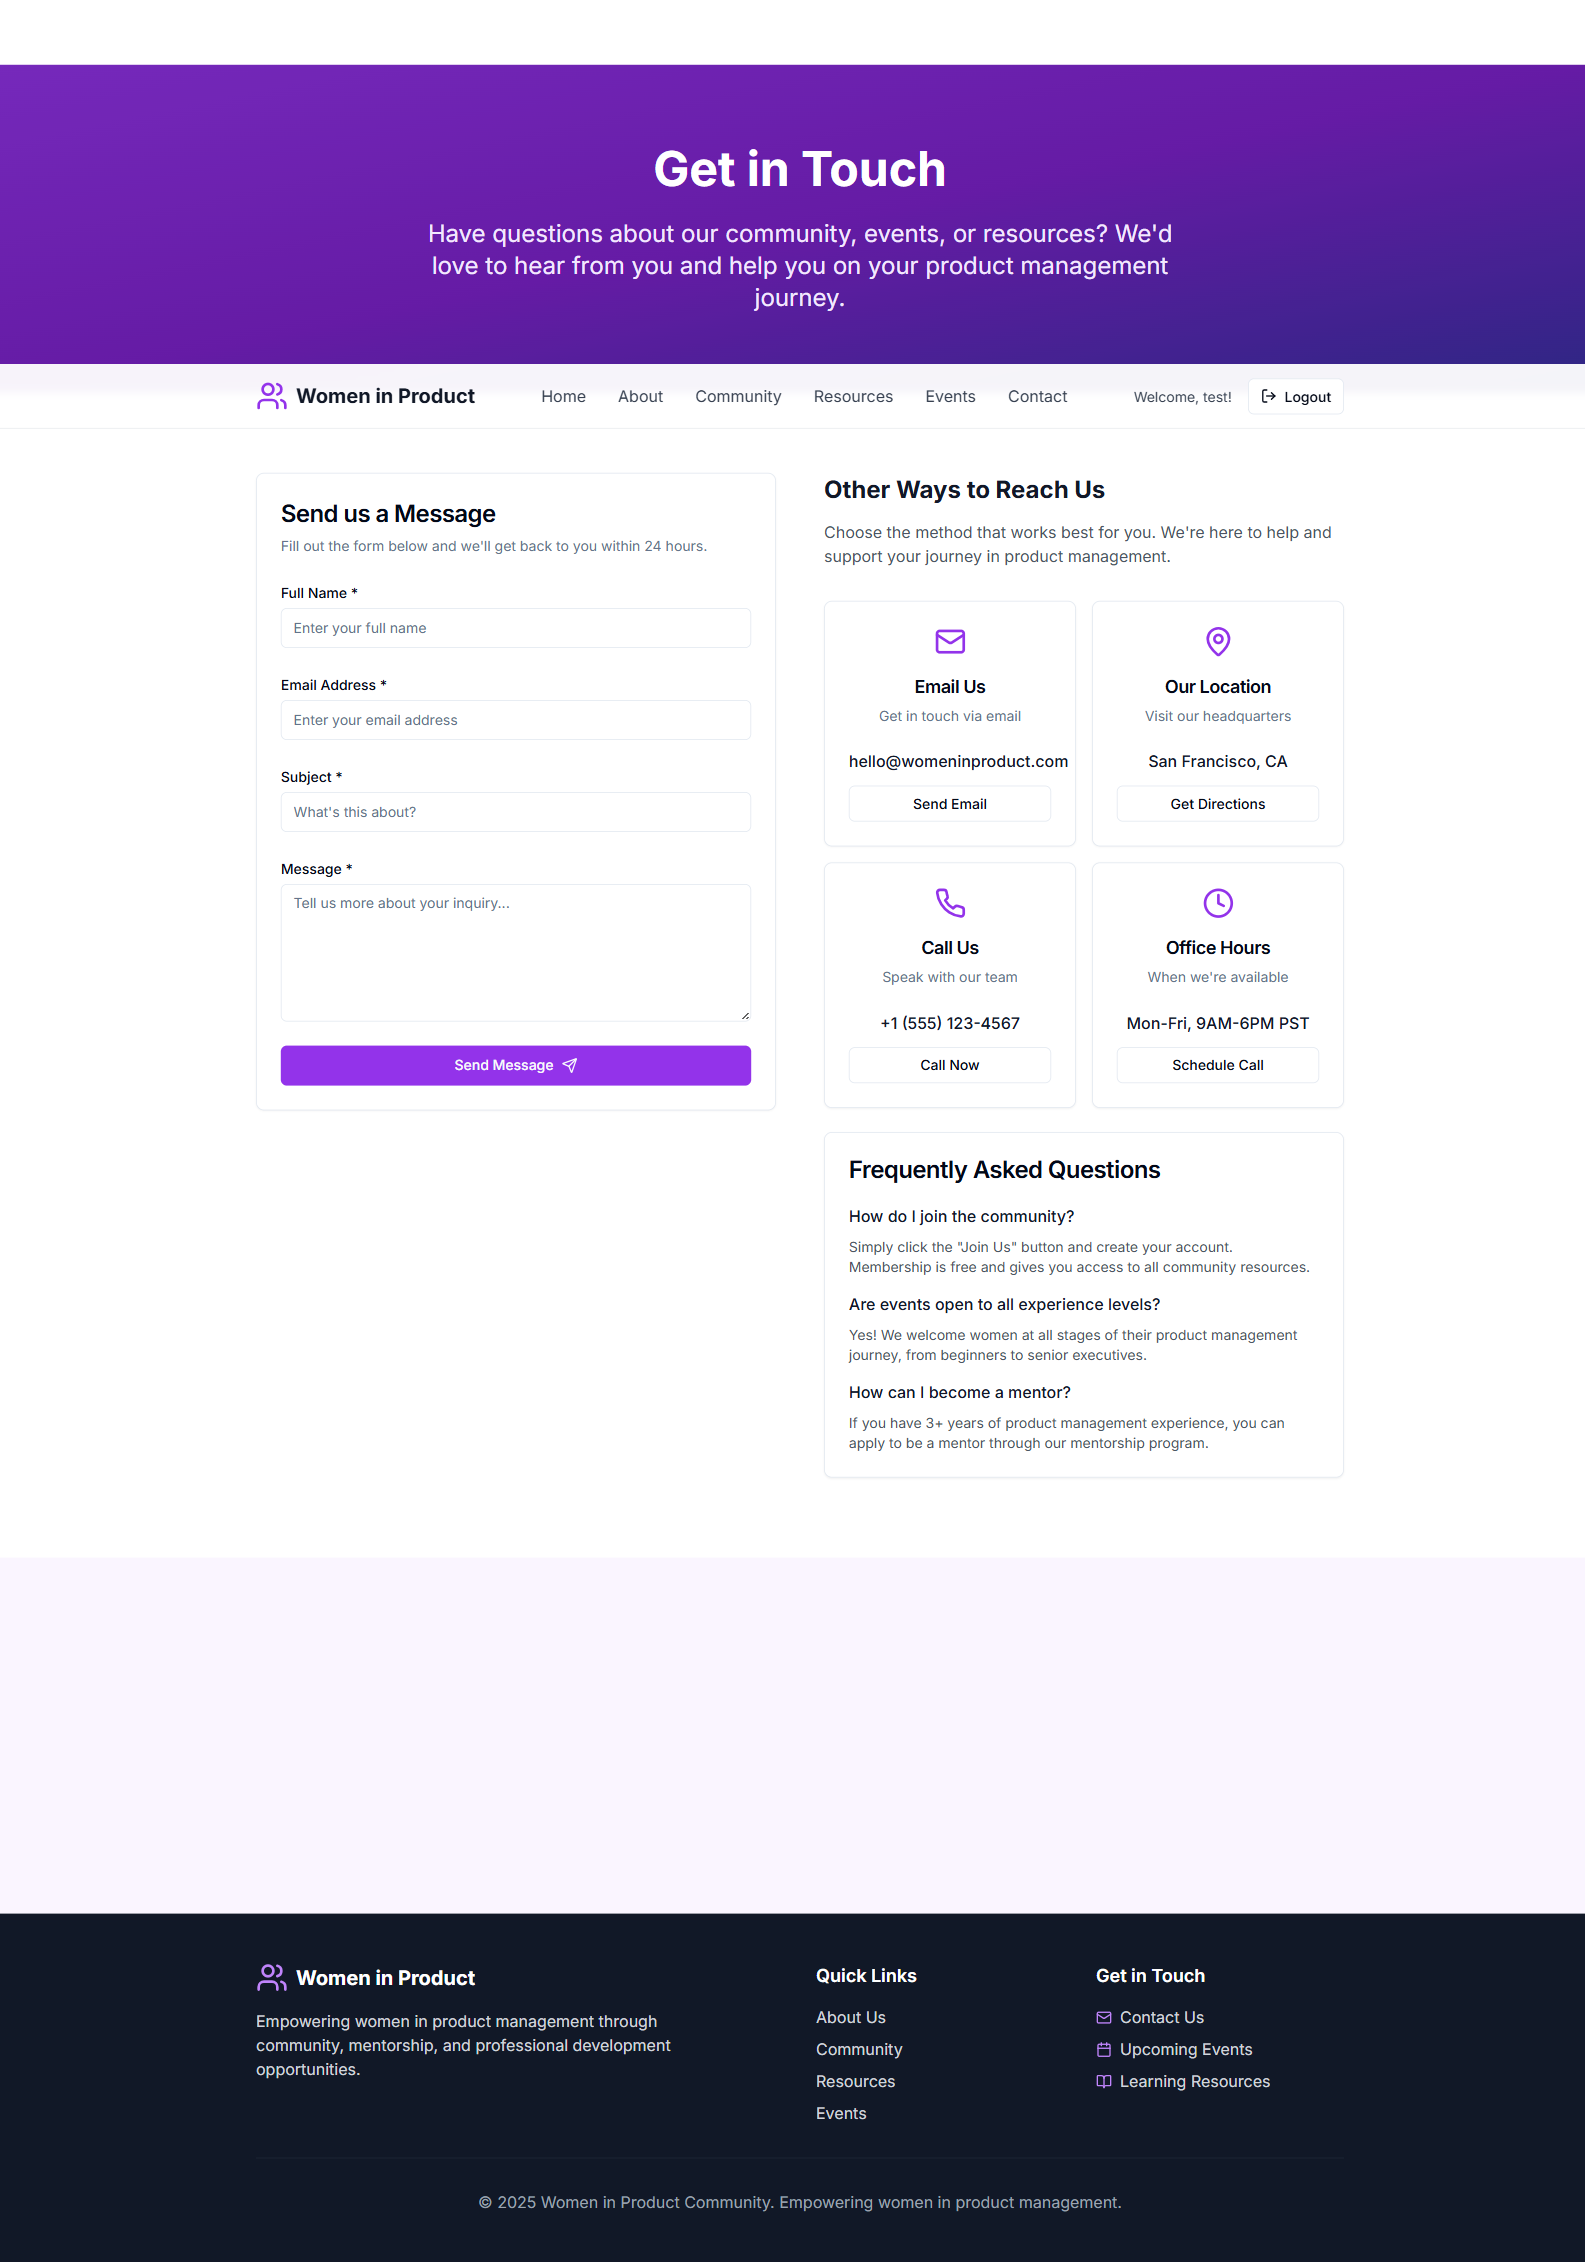 Get in Touch
Have questions about our community, events, or resources? We'd
love to hear from you and help you on your product management
journey.
Women in Product
Home
About
Community
Resources
Events
Contact
Welcome, test!
Logout
Send us a Message
Fill out the form below and we'll get back to you within 24 hours.
Full Name *
Enter your full name
Email Address *
Enter your email address
Subject *
What's this about?
Message *
Tell us more about your inquiry...
Send Message
Other Ways to Reach Us
Choose the method that works best for you. We're here to help and
support your journey in product management.
Email Us
Get in touch via email
hello@womeninproduct.com
Send Email
Our Location
Visit our headquarters
San Francisco, CA
Get Directions
Call Us
Speak with our team
+1 (555) 123-4567
Call Now
Office Hours
When we're available
Mon-Fri, 9AM-6PM PST
Schedule Call
Frequently Asked Questions
How do I join the community?
Simply click the "Join Us" button and create your account.
Membership is free and gives you access to all community resources.
Are events open to all experience levels?
Yes! We welcome women at all stages of their product management
journey, from beginners to senior executives.
How can I become a mentor?
If you have 3+ years of product management experience, you can
apply to be a mentor through our mentorship program.
Women in Product
Empowering women in product management through
community, mentorship, and professional development
opportunities.
Quick Links
About Us
Community
Resources
Events
Get in Touch
Contact Us
Upcoming Events
Learning Resources
© 2025 Women in Product Community. Empowering women in product management.